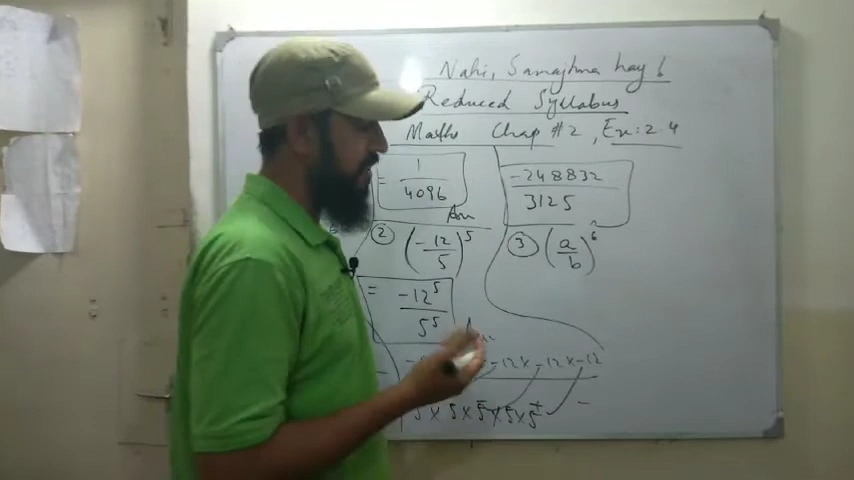 Nahi, Samajhna hay !
Reduced Syllabus
Maths Chap # 2, Ex: 2.4
= 1/4096
Ans
-248832/3125
② (-12/5)^5
= -12^5/5^5
③ (a/b)^6
-12 x -12 x -12
5 x 5 x 5 x 5 x 5